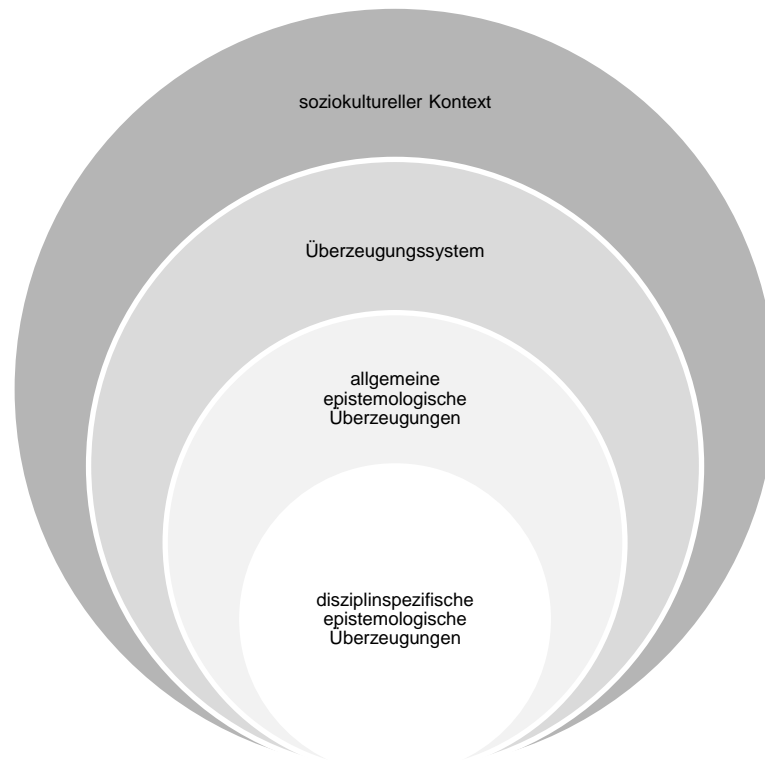 soziokultureller Kontext
Überzeugungssystem
allgemeine
epistemologische
Überzeugungen
disziplinspezifische
epistemologische
Überzeugungen